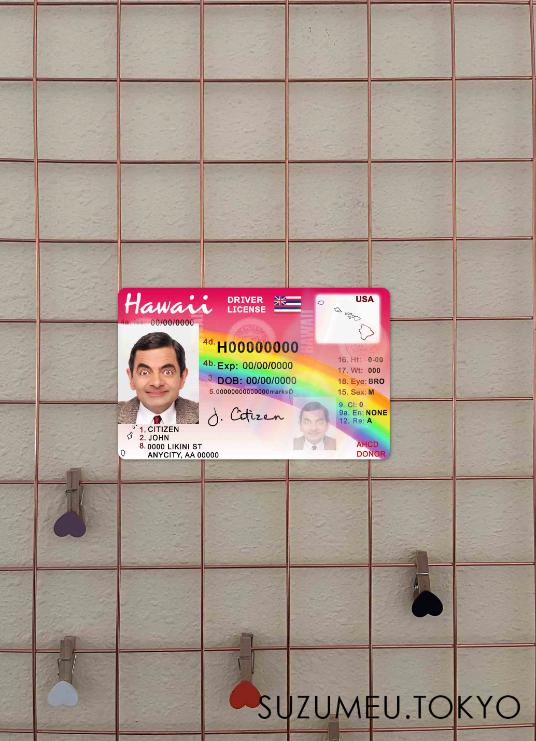 Hawaii
DRIVER
LICENSE
USA
00/00/0000
4d. H00000000
4b. Exp: 00/00/0000
3. DOB: 00/00/0000
5. 00000000000000marksD
16. Ht: 0-00
17. Wt: 000
18. Eye: BRO
15. Sex: M
9. Cl: 0
9a. En: NONE
12. Re: A
J. Citizen
1. CITIZEN
2. JOHN
8. 0000 LIKINI ST
ANYCITY, AA 00000
AHCD
DONOR
SUZUMEU.TOKYO